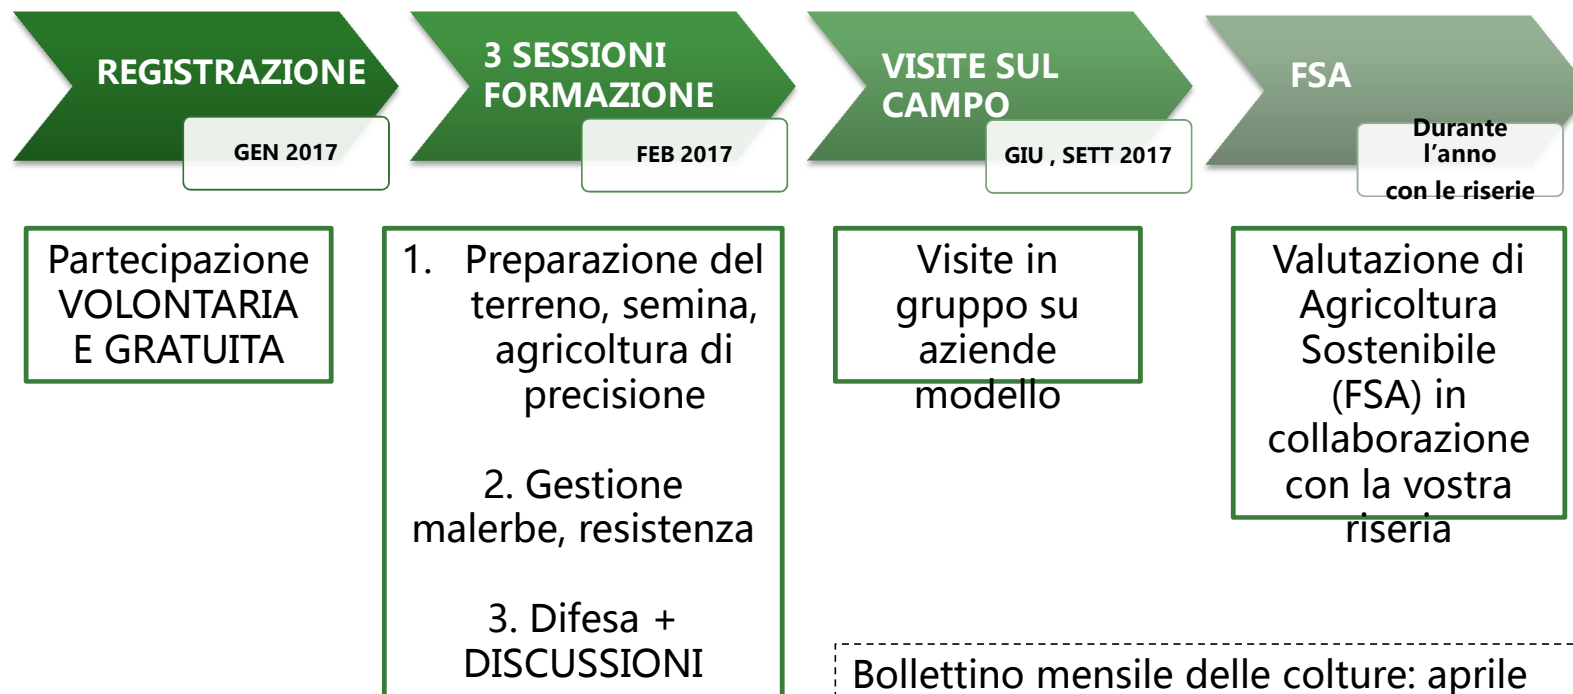 REGISTRAZIONE
GEN 2017
3 SESSIONI
FORMAZIONE
FEB 2017
VISITE SUL
CAMPO
GIU , SETT 2017
FSA
Durante
l’anno
con le riserie
Partecipazione
VOLONTARIA
E GRATUITA
1. Preparazione del
terreno, semina,
agricoltura di
precisione
2. Gestione
malerbe, resistenza
3. Difesa +
DISCUSSIONI
Visite in
gruppo su
aziende
modello
Valutazione di
Agricoltura
Sostenibile
(FSA) in
collaborazione
con la vostra
riseria
Bollettino mensile delle colture: aprile